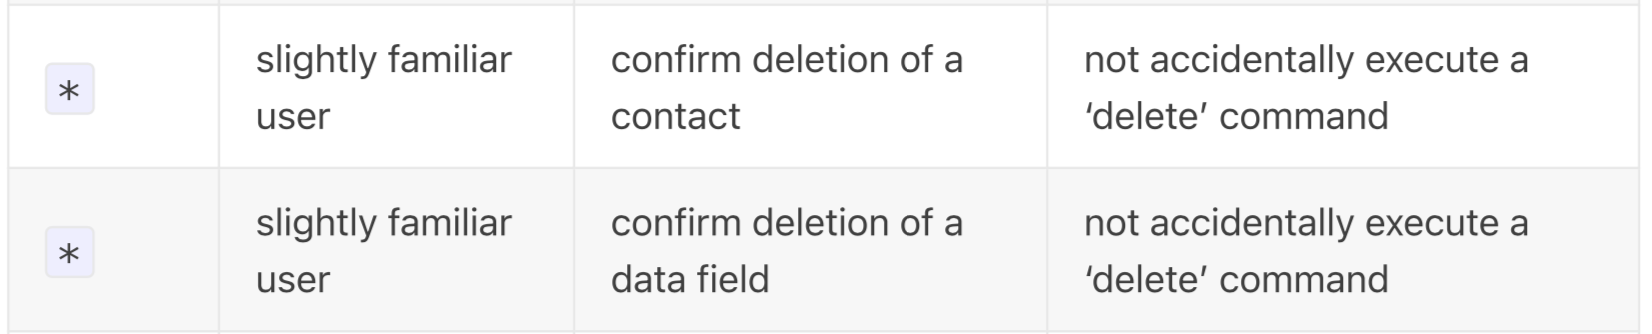 *
slightly familiar
user
confirm deletion of a
contact
not accidentally execute a
‘delete’ command
*
slightly familiar
user
confirm deletion of a
data field
not accidentally execute a
‘delete’ command